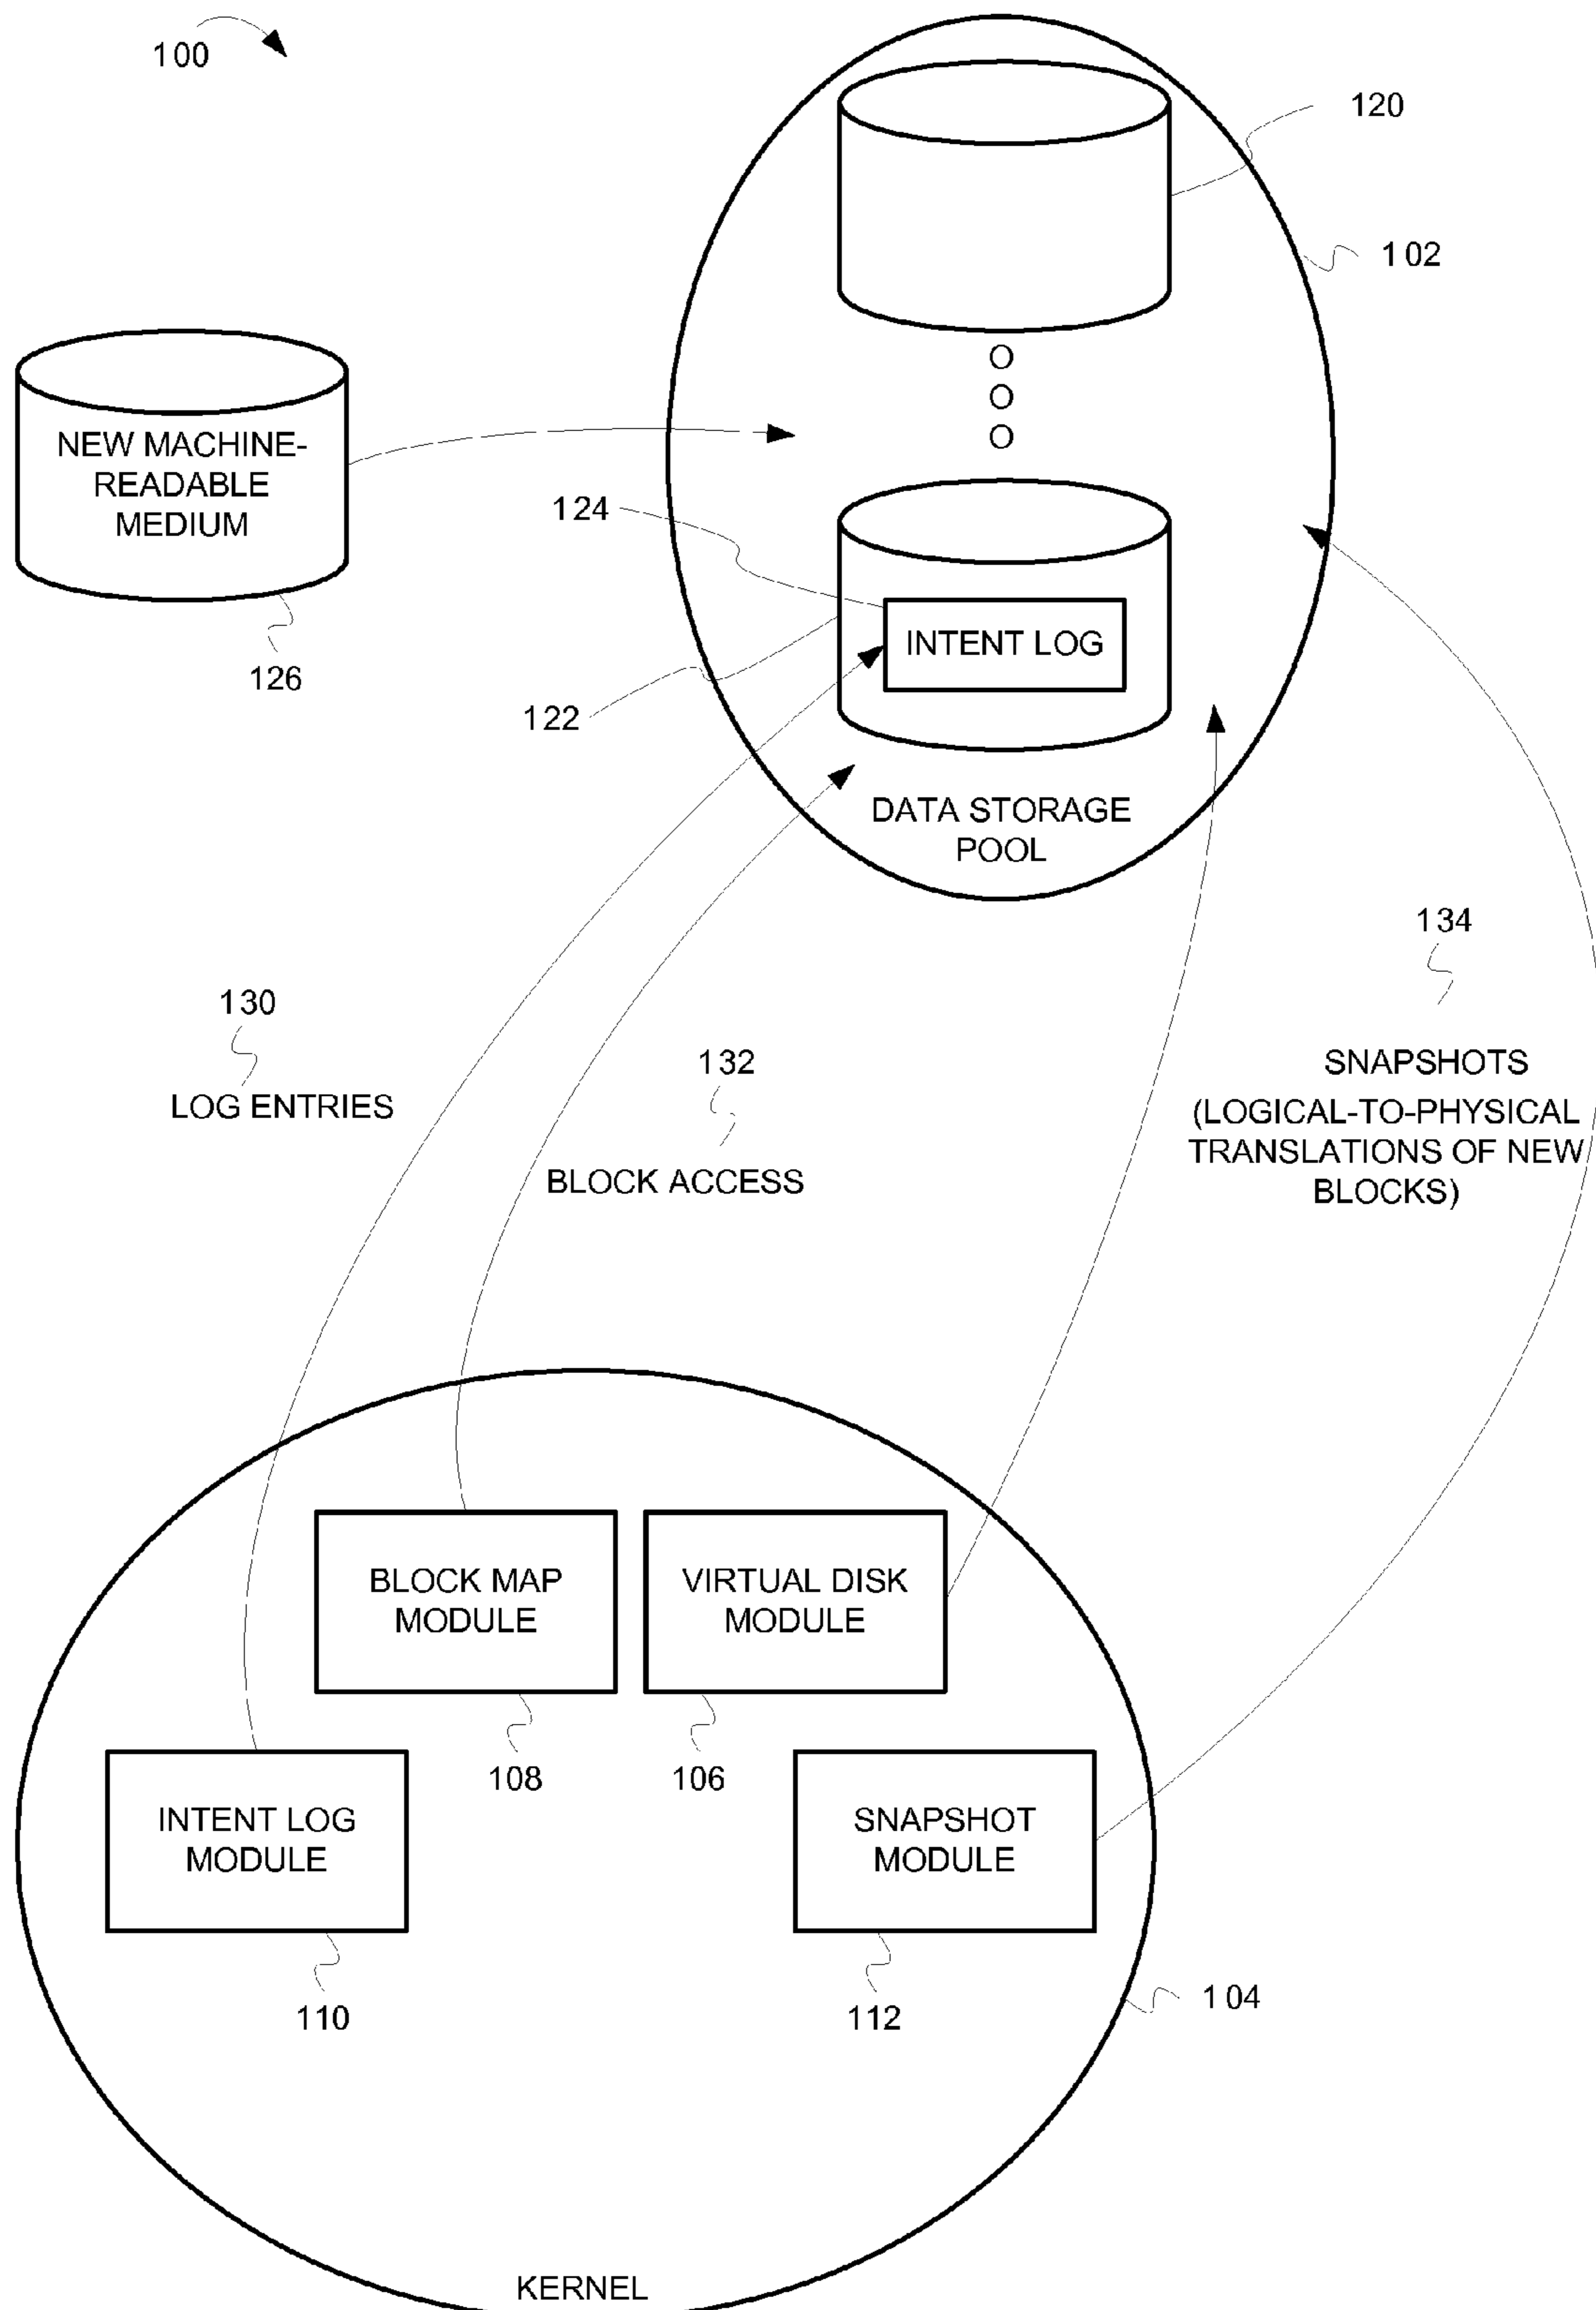 100
120
102
NEW MACHINE-
READABLE
MEDIUM
124
126
INTENT LOG
122
DATA STORAGE
POOL
134
130
132
SNAPSHOTS
(LOGICAL-TO-PHYSICAL
TRANSLATIONS OF NEW
BLOCKS)
LOG ENTRIES
BLOCK ACCESS
BLOCK MAP
MODULE
VIRTUAL DISK
MODULE
108
106
INTENT LOG
MODULE
SNAPSHOT
MODULE
110
112
104
KERNEL